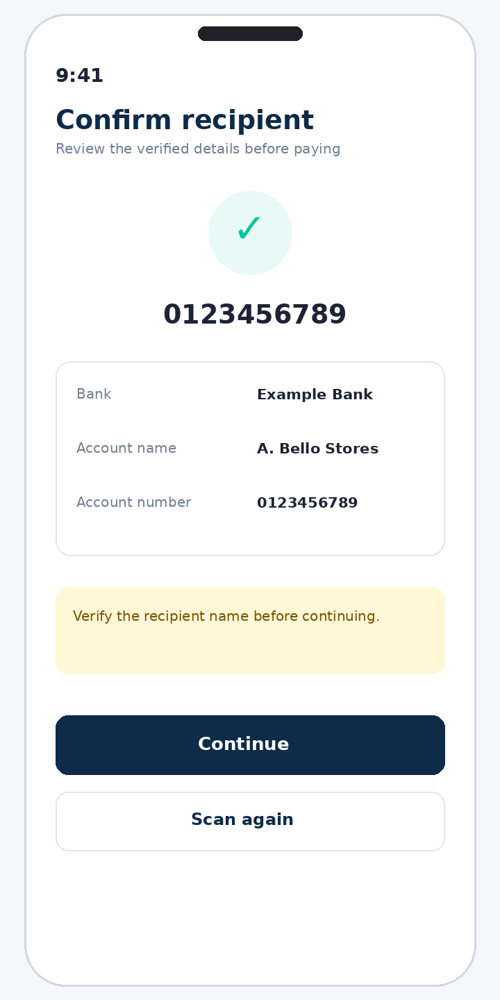 9:41
Confirm recipient
Review the verified details before paying
✓
0123456789
Bank Example Bank
Account name A. Bello Stores
Account number 0123456789
Verify the recipient name before continuing.
Continue
Scan again